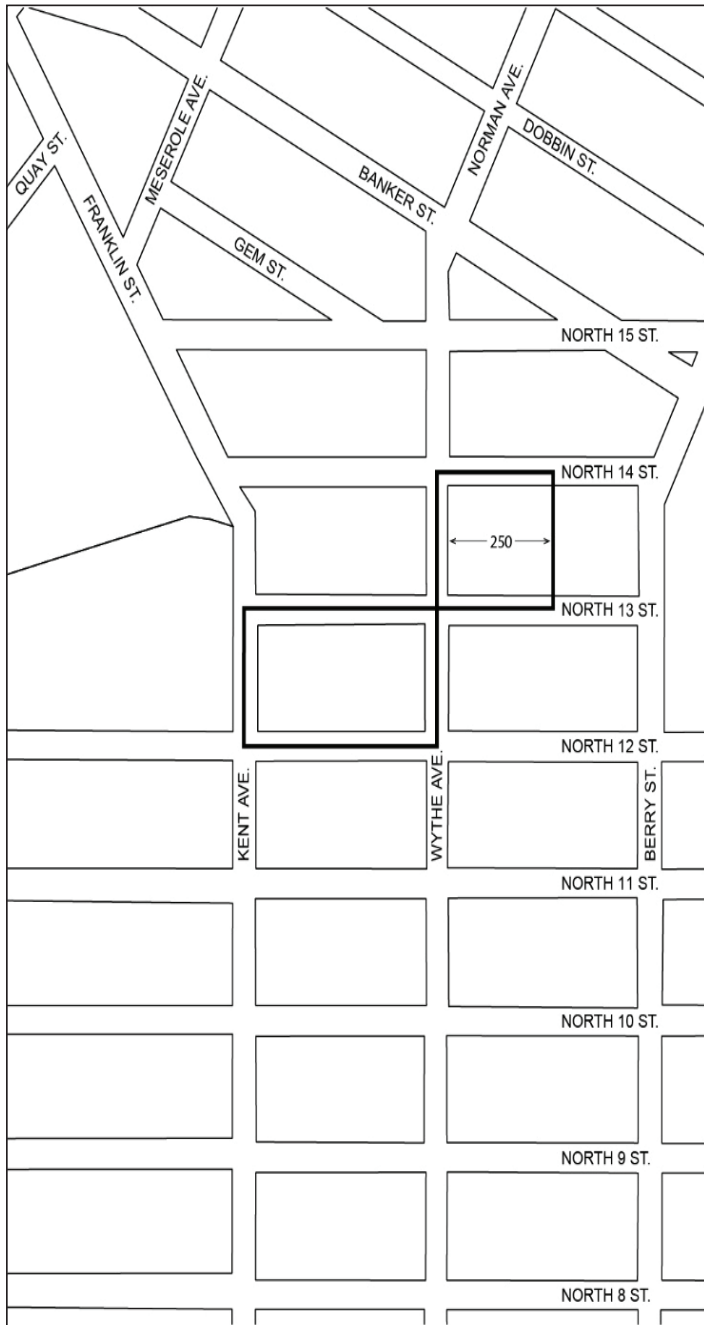 QUAY ST.
FRANKLIN ST.
MESEROLE AVE.
GEM ST.
BANKER ST.
NORMAN AVE.
DOBBIN ST.
NORTH 15 ST.
NORTH 14 ST.
250
NORTH 13 ST.
NORTH 12 ST.
KENT AVE.
WYTHE AVE.
BERRY ST.
NORTH 11 ST.
NORTH 10 ST.
NORTH 9 ST.
NORTH 8 ST.